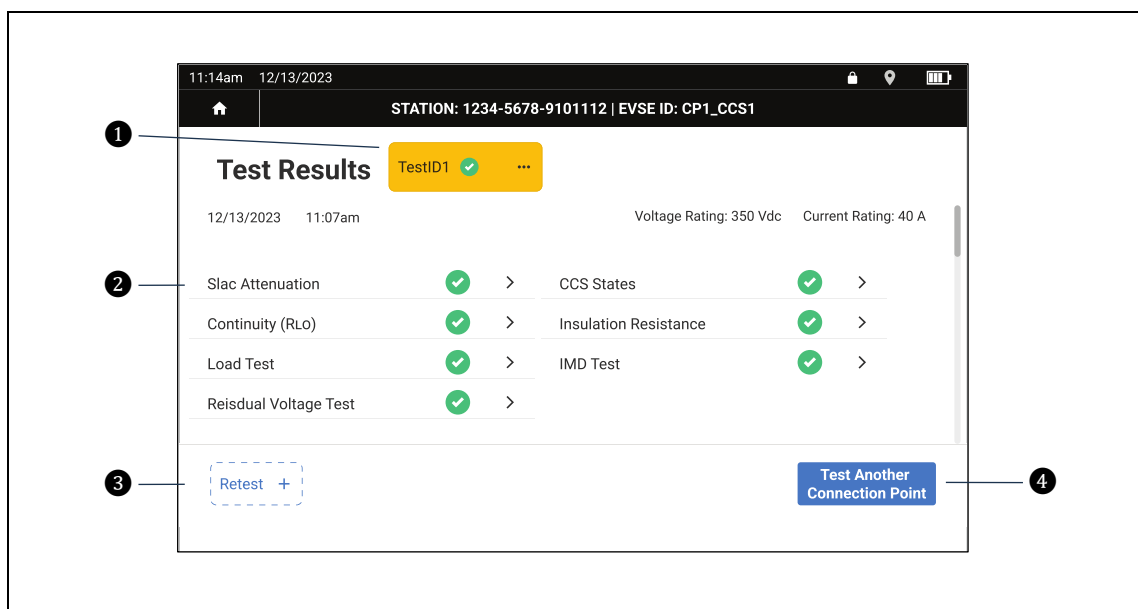 11:14am 12/13/2023
STATION: 1234-5678-9101112 | EVSE ID: CP1_CCS1
1
Test Results TestID1 ...
12/13/2023 11:07am Voltage Rating: 350 Vdc Current Rating: 40 A
2
Slac Attenuation CCS States
Continuity (RLO) Insulation Resistance
Load Test IMD Test
Reisdual Voltage Test
3
Retest +
Test Another
Connection Point
4